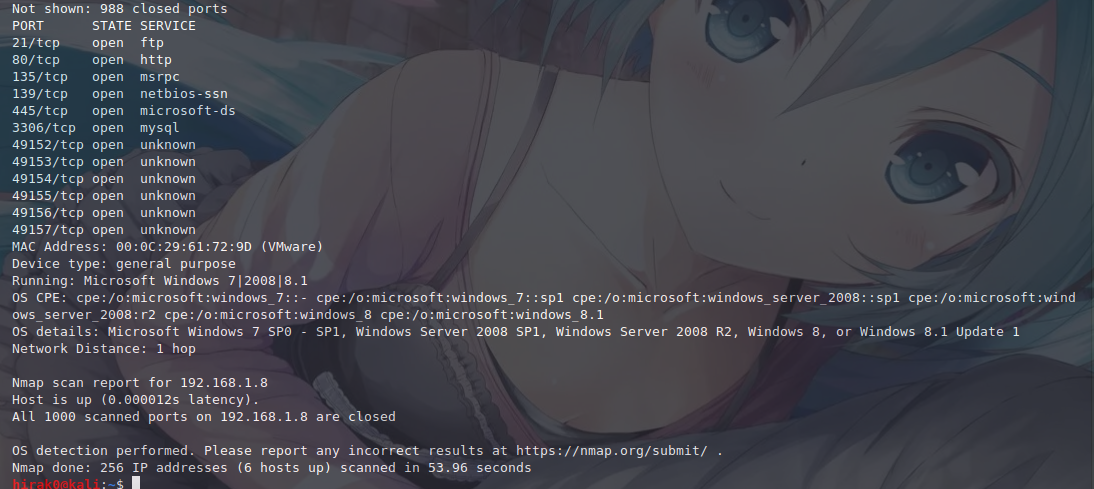 Not shown: 988 closed ports
PORT      STATE SERVICE
21/tcp    open  ftp
80/tcp    open  http
135/tcp   open  msrpc
139/tcp   open  netbios-ssn
445/tcp   open  microsoft-ds
3306/tcp  open  mysql
49152/tcp open  unknown
49153/tcp open  unknown
49154/tcp open  unknown
49155/tcp open  unknown
49156/tcp open  unknown
49157/tcp open  unknown
MAC Address: 00:0C:29:61:72:9D (VMware)
Device type: general purpose
Running: Microsoft Windows 7|2008|8.1
OS CPE: cpe:/o:microsoft:windows_7::- cpe:/o:microsoft:windows_7::sp1 cpe:/o:microsoft:windows_server_2008::sp1 cpe:/o:microsoft:wind
ows_server_2008:r2 cpe:/o:microsoft:windows_8 cpe:/o:microsoft:windows_8.1
OS details: Microsoft Windows 7 SP0 - SP1, Windows Server 2008 SP1, Windows Server 2008 R2, Windows 8, or Windows 8.1 Update 1
Network Distance: 1 hop
Nmap scan report for 192.168.1.8
Host is up (0.000012s latency).
All 1000 scanned ports on 192.168.1.8 are closed
OS detection performed. Please report any incorrect results at https://nmap.org/submit/ .
Nmap done: 256 IP addresses (6 hosts up) scanned in 53.96 seconds
hirak0@kali:~$